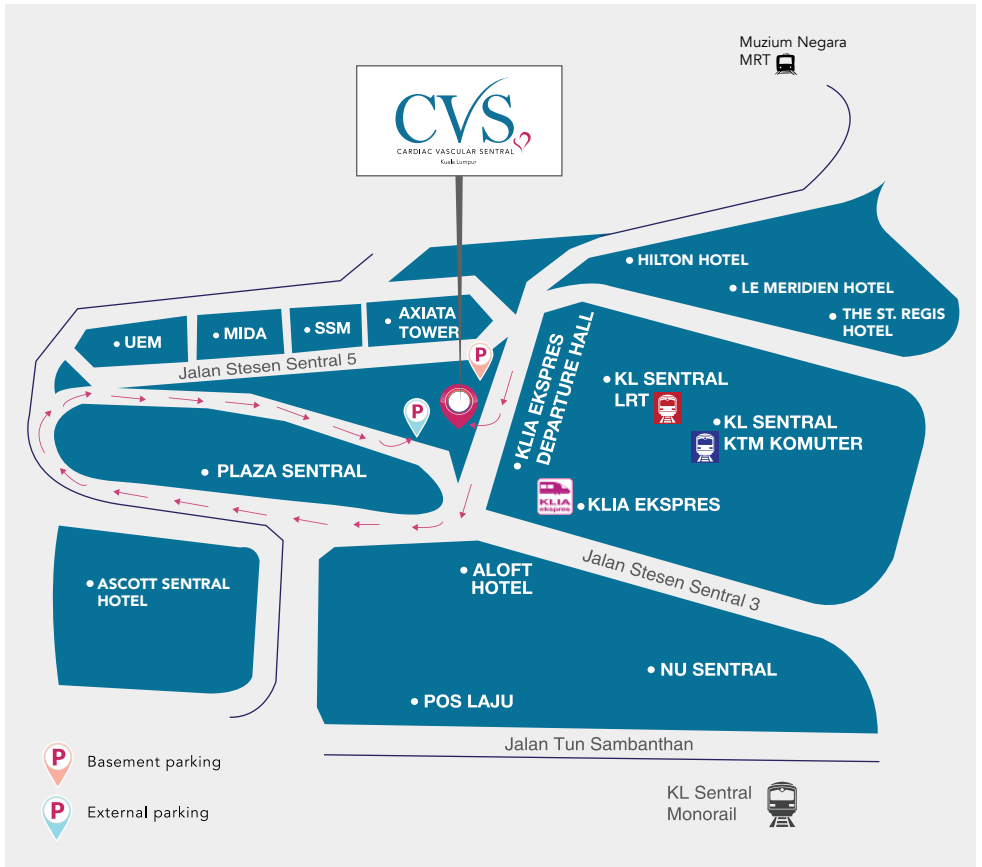 Muzium Negara
MRT
CVS
CARDIAC VASCULAR SENTRAL
Kuala Lumpur
HILTON HOTEL
LE MERIDIEN HOTEL
THE ST. REGIS
HOTEL
UEM
MIDA
SSM
AXIATA
TOWER
Jalan Stesen Sentral 5
P
P
KLIA EKSPRES
DEPARTURE HALL
KL SENTRAL
LRT
KL SENTRAL
KTM KOMUTER
PLAZA SENTRAL
KLIA
ekspres
KLIA EKSPRES
Jalan Stesen Sentral 3
ASCOTT SENTRAL
HOTEL
ALOFT
HOTEL
NU SENTRAL
POS LAJU
Jalan Tun Sambanthan
P Basement parking
P External parking
KL Sentral
Monorail